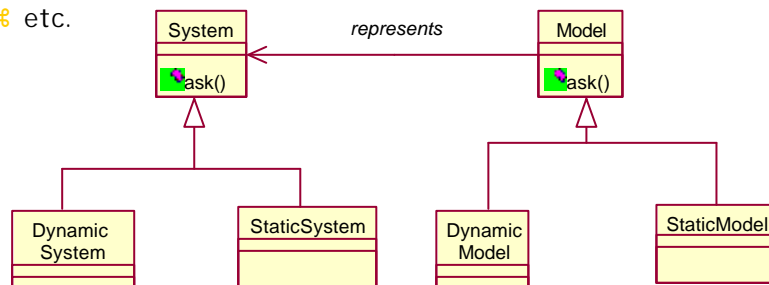 ⌘ etc.
System
represents
Model
ask()
ask()
Dynamic
System
StaticSystem
Dynamic
Model
StaticModel